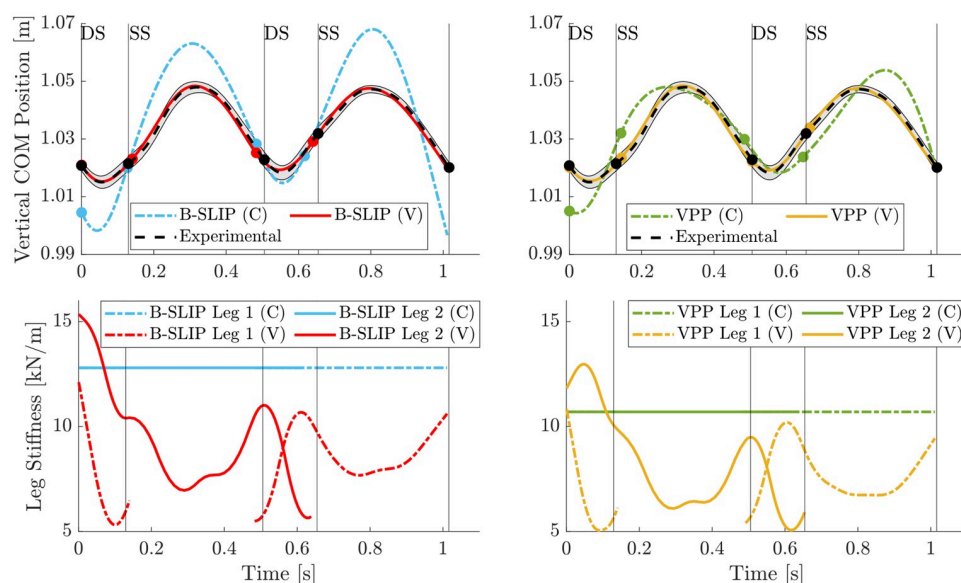 1.07
DS
SS
DS
SS
1.05
1.03
1.01
0.99
Vertical COM Position [m]
B-SLIP (C)
B-SLIP (V)
Experimental
0
0.2
0.4
0.6
0.8
1
1.07
DS
SS
DS
SS
1.05
1.03
1.01
0.99
VPP (C)
VPP (V)
Experimental
0
0.2
0.4
0.6
0.8
1
15
10
5
Leg Stiffness [kN/m]
B-SLIP Leg 1 (C)
B-SLIP Leg 2 (C)
B-SLIP Leg 1 (V)
B-SLIP Leg 2 (V)
0
0.2
0.4
0.6
0.8
1
Time [s]
15
10
5
VPP Leg 1 (C)
VPP Leg 2 (C)
VPP Leg 1 (V)
VPP Leg 2 (V)
0
0.2
0.4
0.6
0.8
1
Time [s]